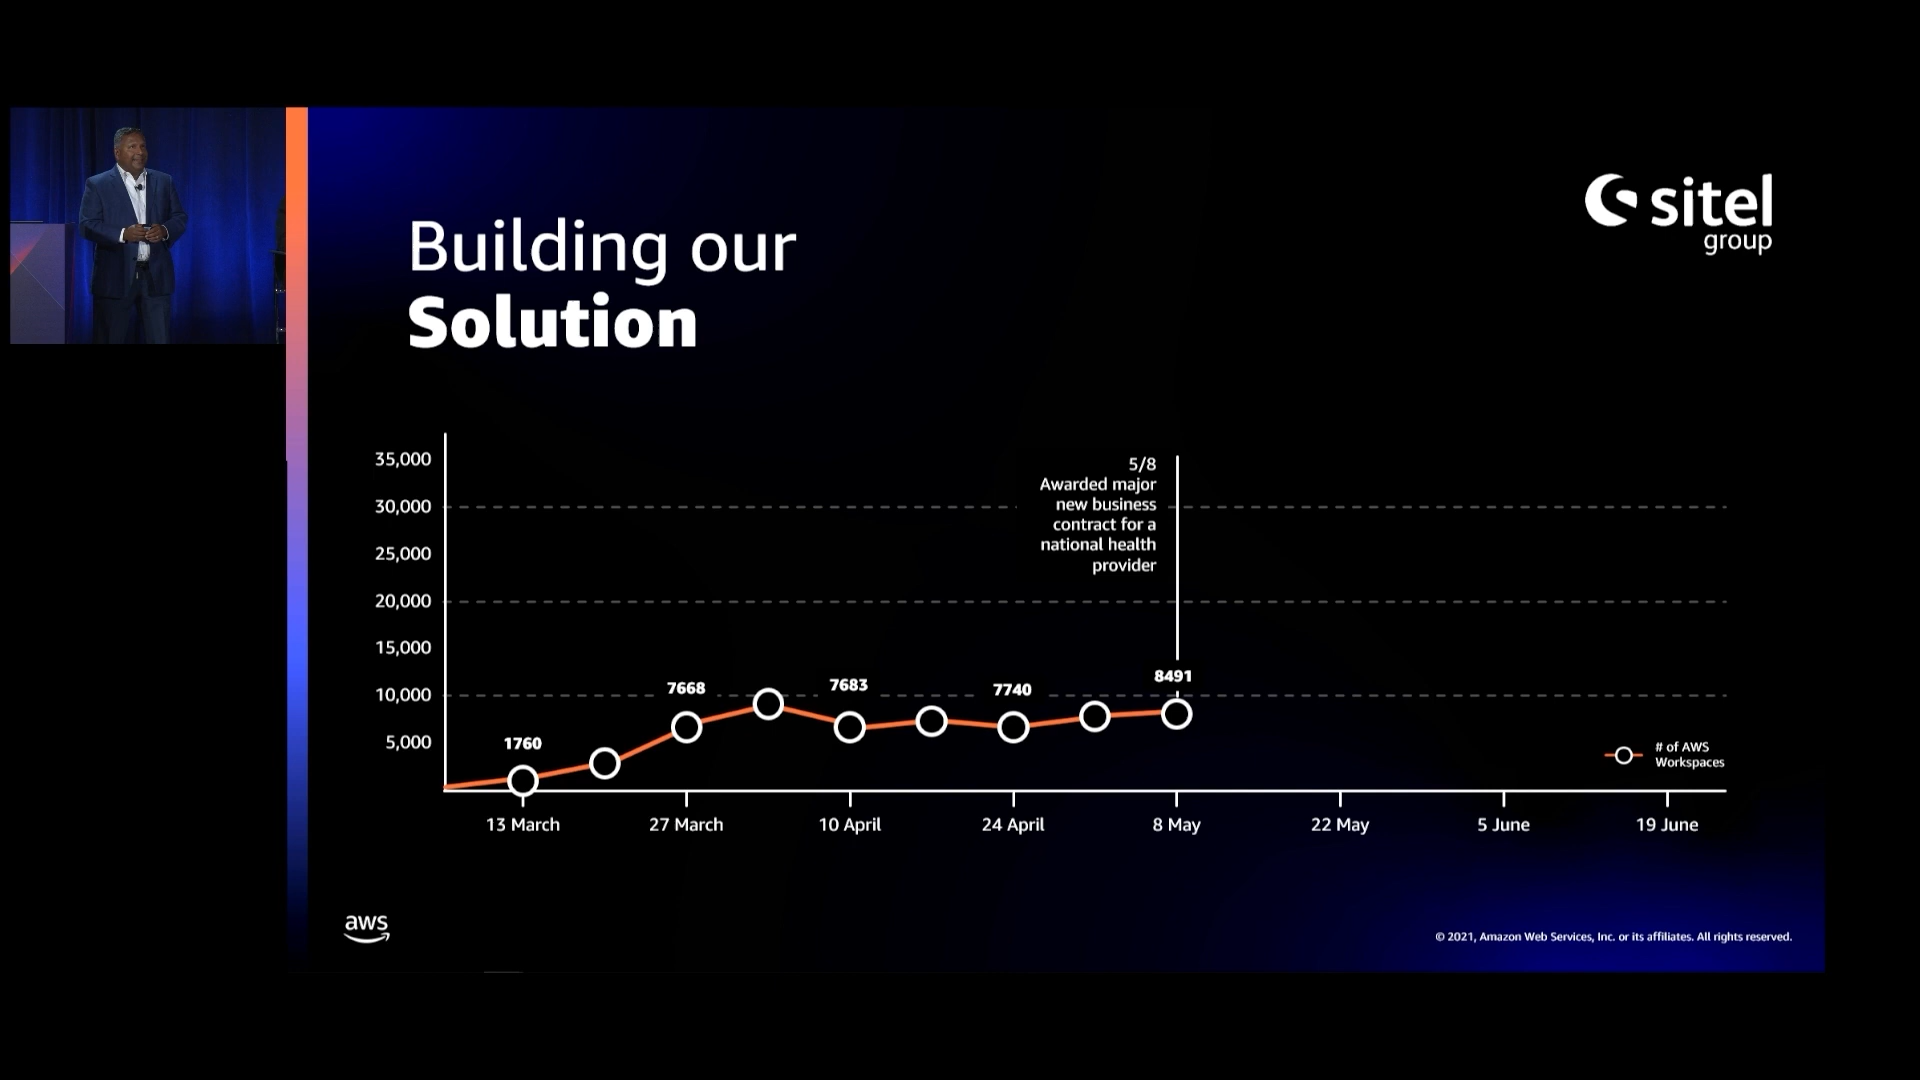 Building our
Solution
sitel
group
35,000
30,000
25,000
20,000
15,000
10,000
5,000
5/8
Awarded major
new business
contract for a
national health
provider
1760
7668
7683
7740
8491
# of AWS
Workspaces
13 March
27 March
10 April
24 April
8 May
22 May
5 June
19 June
aws
© 2021, Amazon Web Services, Inc. or its affiliates. All rights reserved.